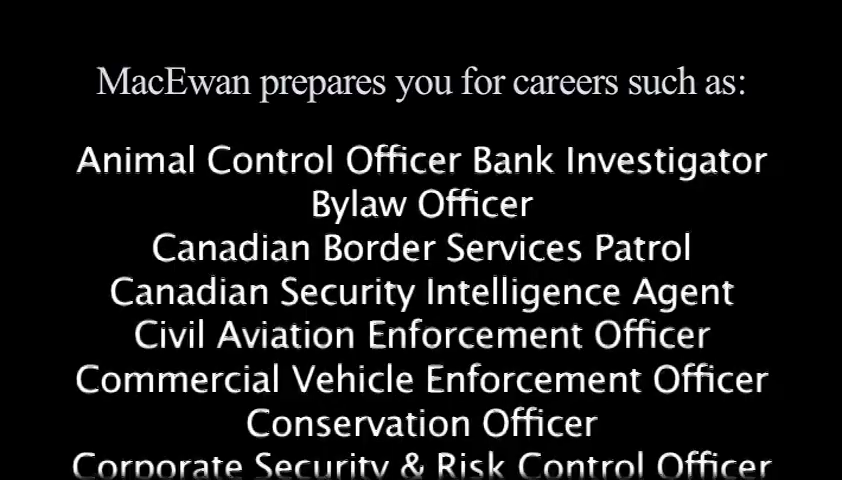 MacEwan prepares you for careers such as:
Animal Control Officer Bank Investigator
Bylaw Officer
Canadian Border Services Patrol
Canadian Security Intelligence Agent
Civil Aviation Enforcement Officer
Commercial Vehicle Enforcement Officer
Conservation Officer
Corporate Security & Risk Control Officer